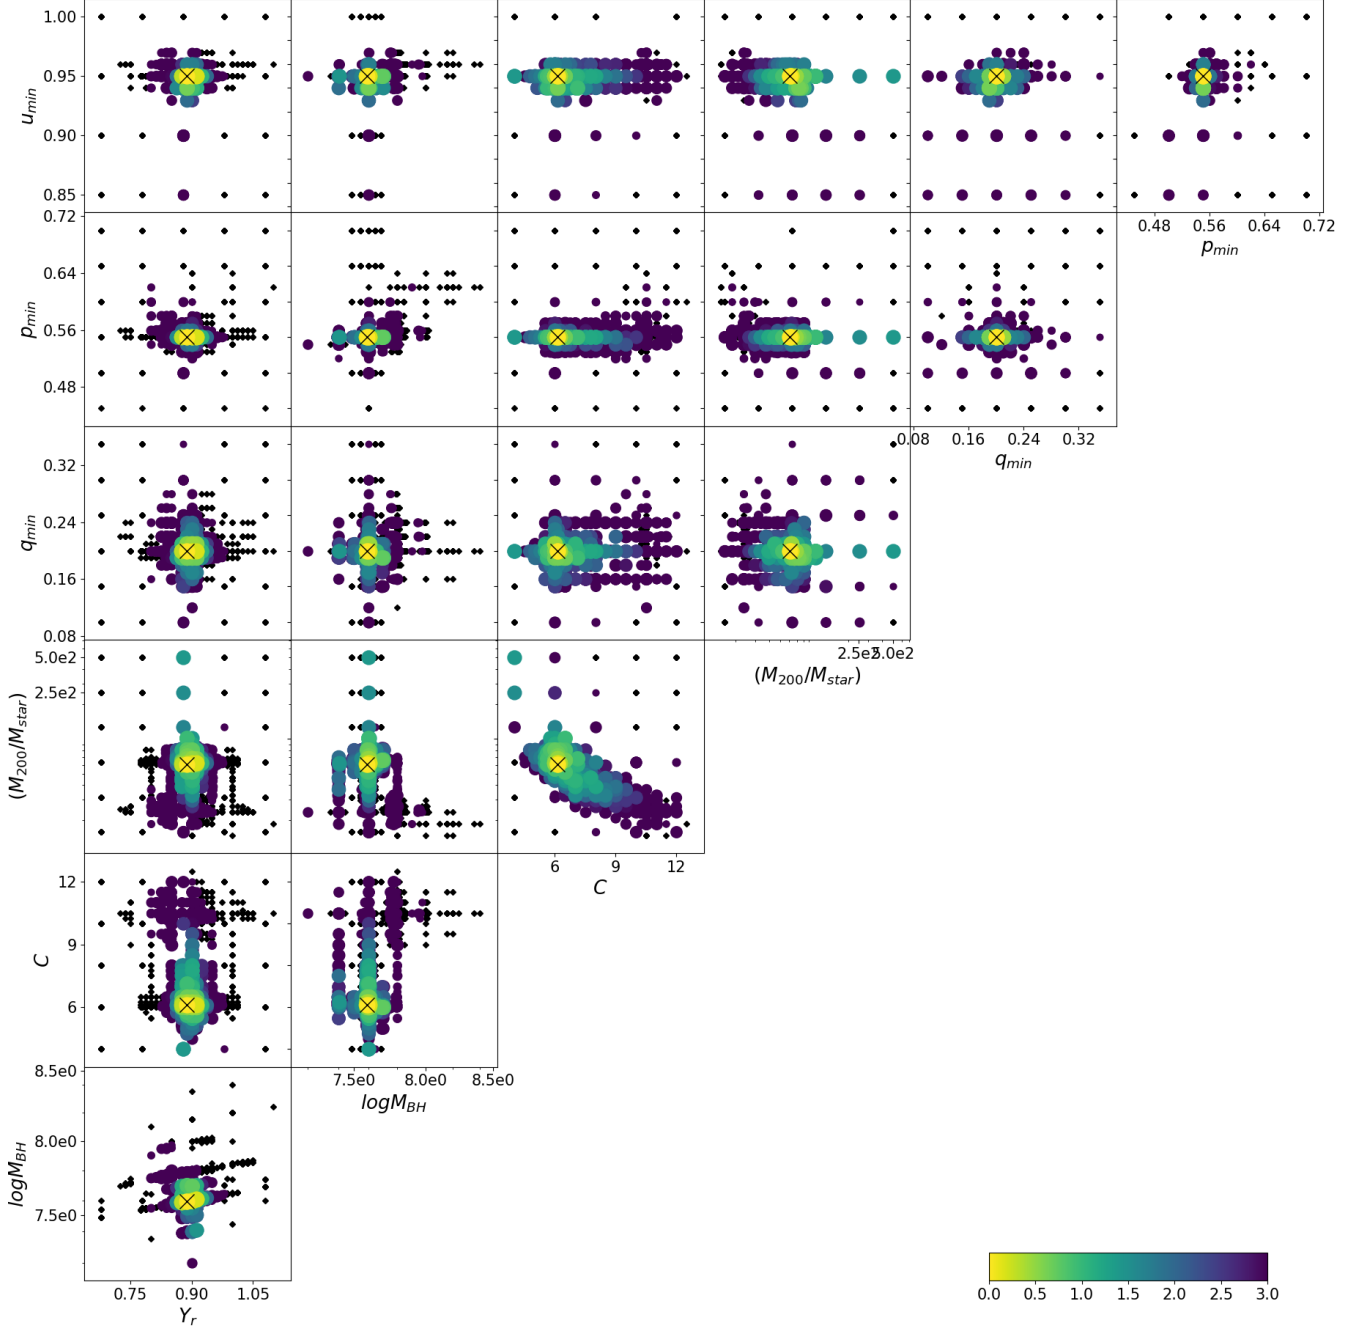 1.00
0.95
0.90
0.85
u_min
0.48 0.56 0.64 0.72
p_min
0.72
0.64
0.56
0.48
p_min
0.08 0.16 0.24 0.32
q_min
0.32
0.24
0.16
0.08
q_min
2.5e2 5.0e2
(M_200/M_star)
5.0e2
2.5e2
(M_200/M_star)
6 9 12
C
12
9
6
C
7.5e0 8.0e0 8.5e0
logM_BH
8.5e0
8.0e0
7.5e0
logM_BH
0.75 0.90 1.05
Y_r
0.0 0.5 1.0 1.5 2.0 2.5 3.0